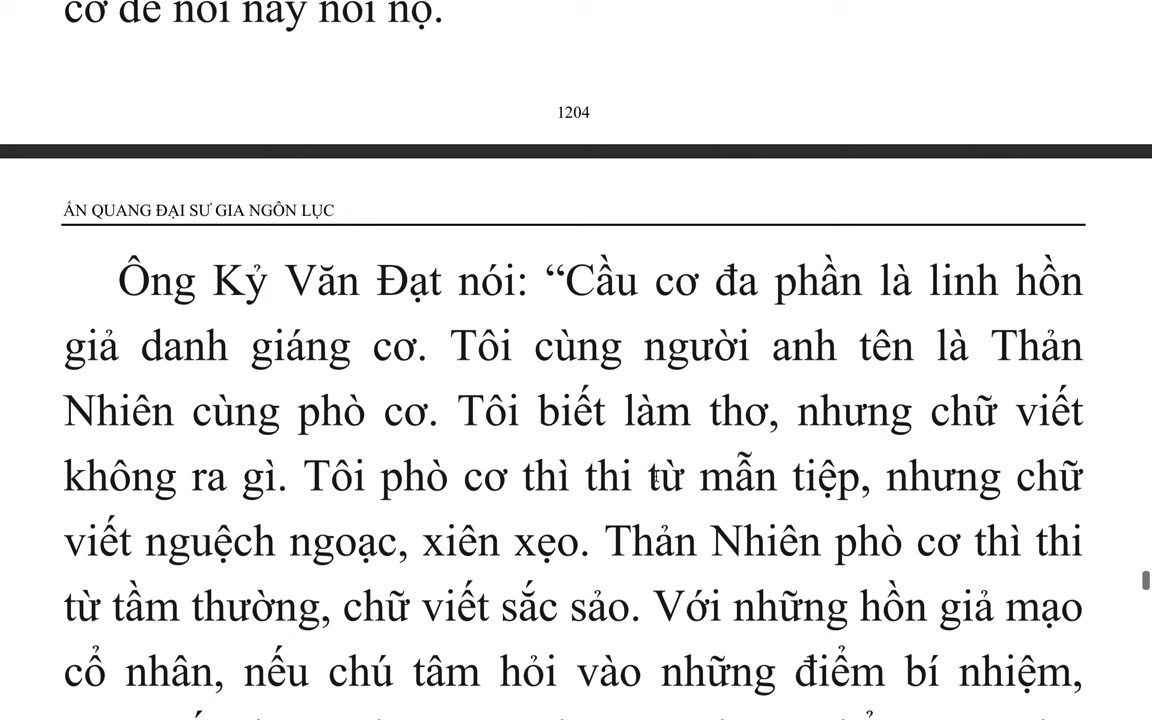 cơ để nói này nói nọ.
1204
ẤN QUANG ĐẠI SƯ GIA NGÔN LỤC
Ông Kỷ Văn Đạt nói: “Cầu cơ đa phần là linh hồn
giả danh giáng cơ. Tôi cùng người anh tên là Thản
Nhiên cùng phò cơ. Tôi biết làm thơ, nhưng chữ viết
không ra gì. Tôi phò cơ thì thi từ mẫn tiệp, nhưng chữ
viết nguệch ngoạc, xiên xẹo. Thản Nhiên phò cơ thì thi
từ tầm thường, chữ viết sắc sảo. Với những hồn giả mạo
cổ nhân, nếu chú tâm hỏi vào những điểm bí nhiệm,